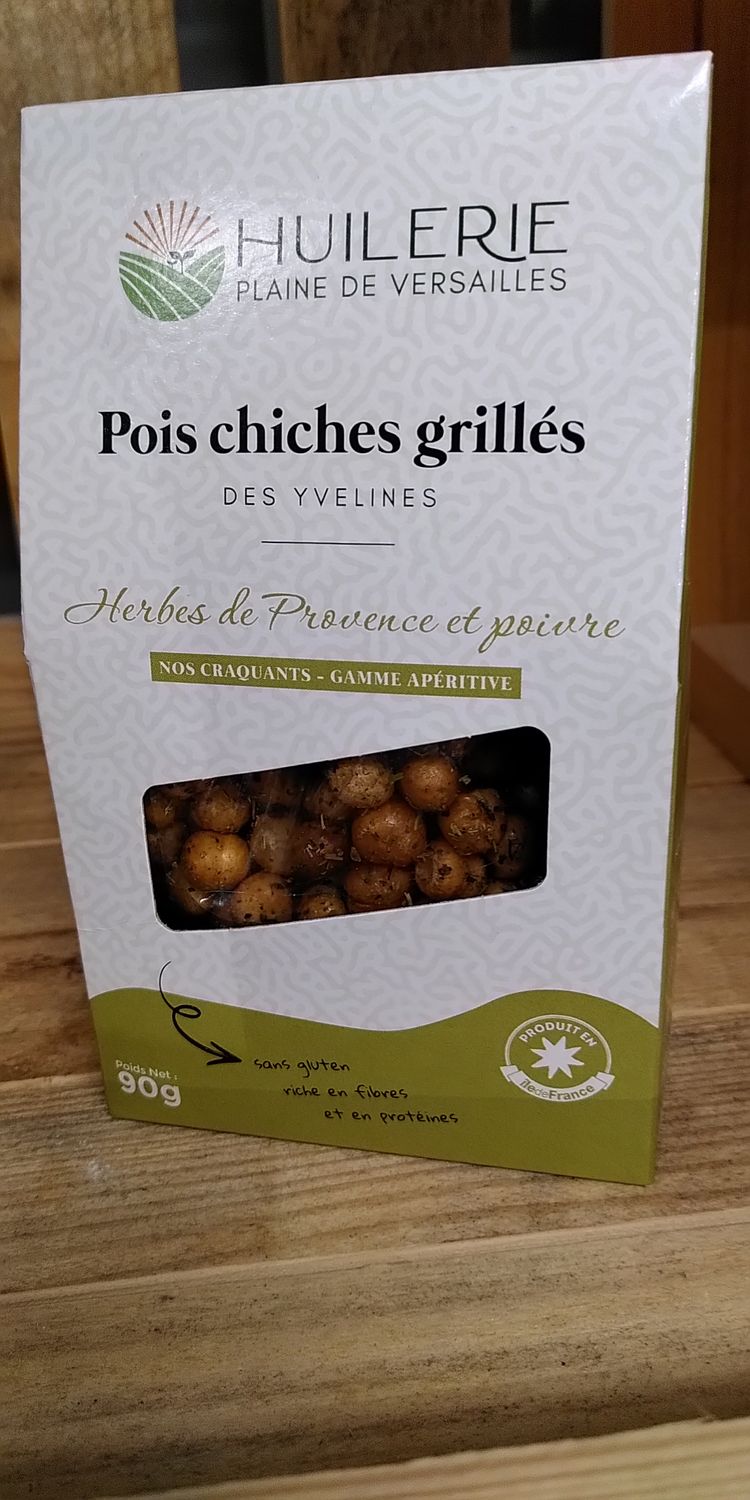 HUILERIE
PLAINE DE VERSAILLES
Pois chiches grillés
DES YVELINES
Herbes de Provence et poivre
NOS CRAQUANTS - GAMME APÉRITIVE
Poids Net :
90g
sans gluten
riche en fibres
et en protéines
PRODUIT EN
îledeFrance